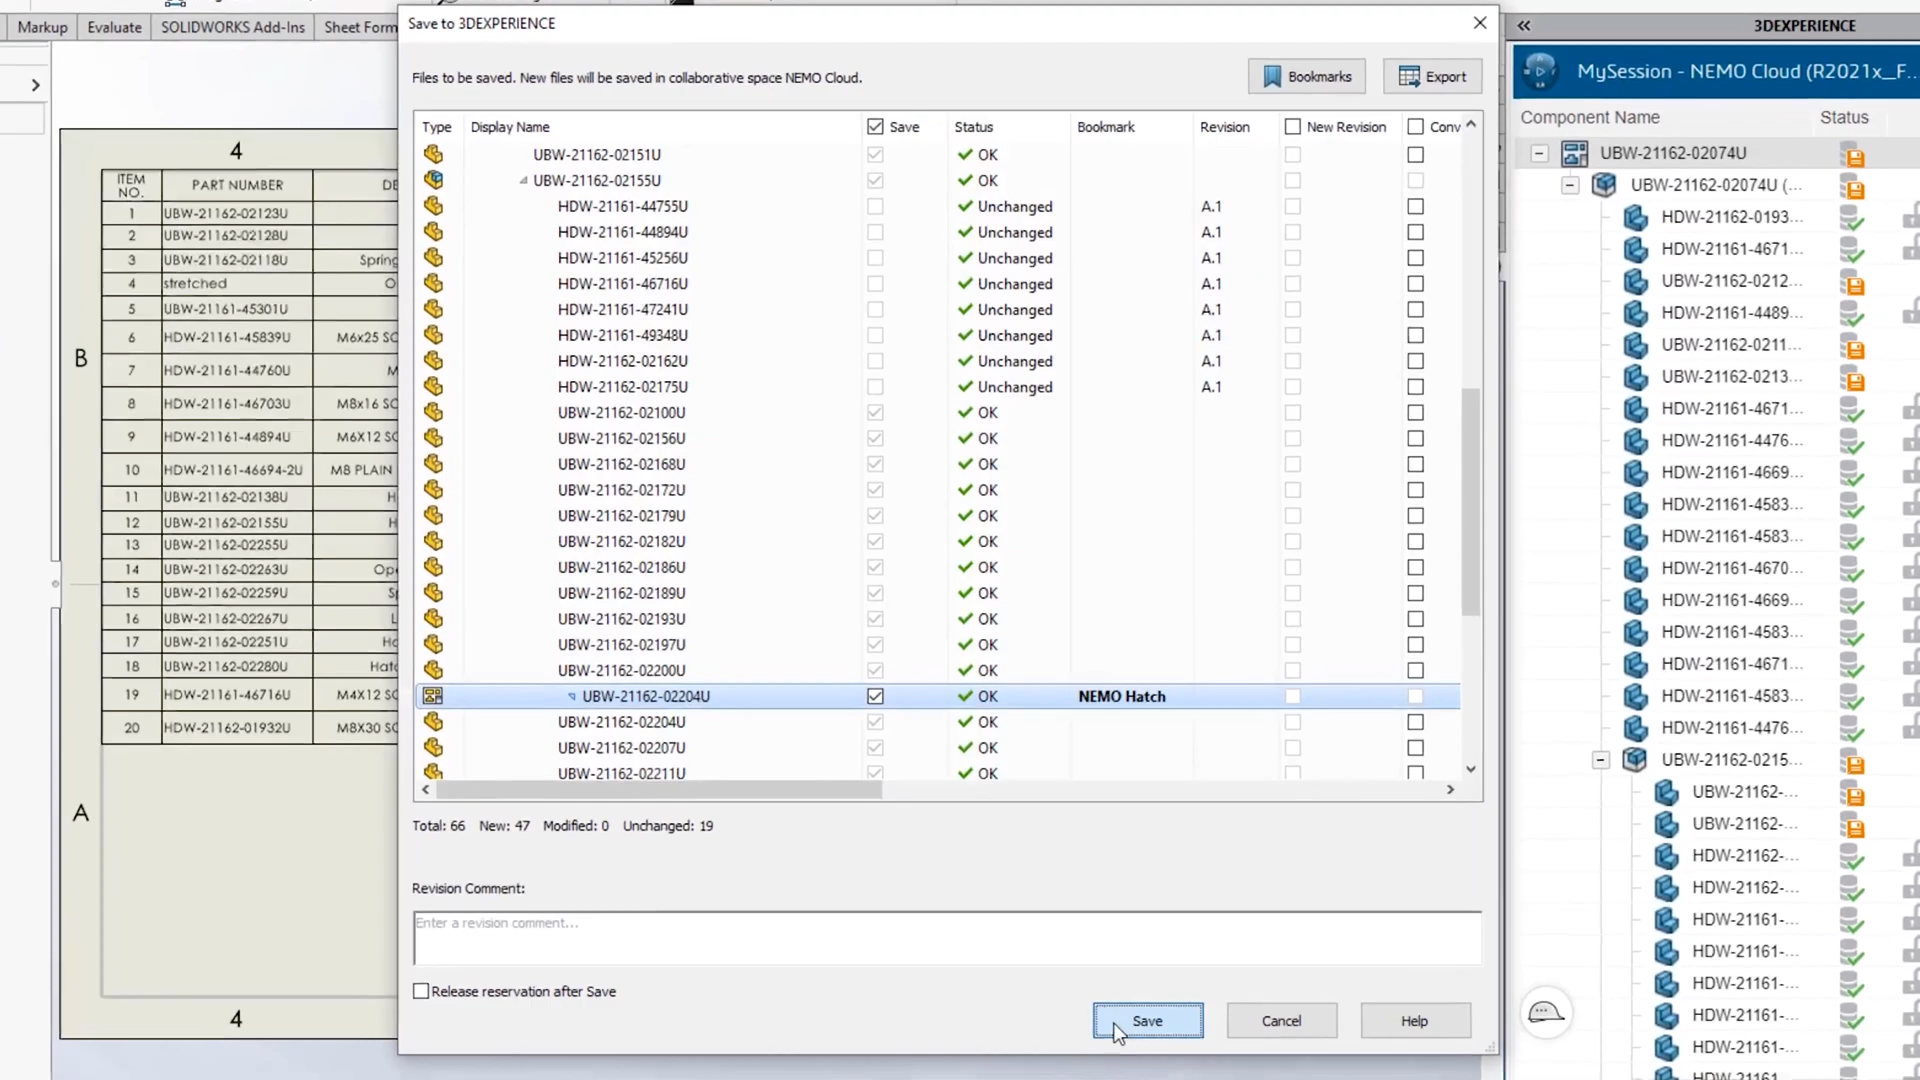 Markup Evaluate SOLIDWORKS Add-Ins Sheet Form
4
ITEM NO. PART NUMBER DE
1 UBW-21162-02123U
2 UBW-21162-02128U
3 UBW-21162-02118U Spring
4 stretched O
5 UBW-21161-45301U
6 HDW-21161-45839U M6x25 SC
7 HDW-21161-44760U M
8 HDW-21161-46703U M8x16 SC
9 HDW-21161-44894U M6X12 SC
10 HDW-21161-46694-2U M8 PLAIN
11 UBW-21162-02138U H
12 UBW-21162-02155U H
13 UBW-21162-02255U
14 UBW-21162-02263U Ope
15 UBW-21162-02259U Sp
16 UBW-21162-02267U L
17 UBW-21162-02251U Ha
18 UBW-21162-02280U Hatc
19 HDW-21161-46716U M4X12 SC
20 HDW-21162-01932U M8X30 SC
B
A
4
Save to 3DEXPERIENCE
Files to be saved. New files will be saved in collaborative space NEMO Cloud.
Bookmarks Export
Type Display Name Save Status Bookmark Revision New Revision Conv
UBW-21162-02151U OK
UBW-21162-02155U OK
HDW-21161-44755U Unchanged A.1
HDW-21161-44894U Unchanged A.1
HDW-21161-45256U Unchanged A.1
HDW-21161-46716U Unchanged A.1
HDW-21161-47241U Unchanged A.1
HDW-21161-49348U Unchanged A.1
HDW-21162-02162U Unchanged A.1
HDW-21162-02175U Unchanged A.1
UBW-21162-02100U OK
UBW-21162-02156U OK
UBW-21162-02168U OK
UBW-21162-02172U OK
UBW-21162-02179U OK
UBW-21162-02182U OK
UBW-21162-02186U OK
UBW-21162-02189U OK
UBW-21162-02193U OK
UBW-21162-02197U OK
UBW-21162-02200U OK
UBW-21162-02204U OK NEMO Hatch
UBW-21162-02204U OK
UBW-21162-02207U OK
UBW-21162-02211U OK
Total: 66 New: 47 Modified: 0 Unchanged: 19
Revision Comment:
Enter a revision comment...
Release reservation after Save
Save Cancel Help
3DEXPERIENCE
MySession - NEMO Cloud (R2021x_F...
Component Name Status
UBW-21162-02074U
UBW-21162-02074U (...
HDW-21162-0193...
HDW-21161-4671...
UBW-21162-0212...
HDW-21161-4489...
UBW-21162-0211...
UBW-21162-0213...
HDW-21161-4671...
HDW-21161-4476...
HDW-21161-4669...
HDW-21161-4583...
HDW-21161-4583...
HDW-21161-4670...
HDW-21161-4669...
HDW-21161-4583...
HDW-21161-4671...
HDW-21161-4583...
HDW-21161-4476...
UBW-21162-0215...
UBW-21162-...
UBW-21162-...
HDW-21162-...
HDW-21162-...
HDW-21161-...
HDW-21161-...
HDW-21161-...
HDW-21161-...
HDW-21161-...
HDW-21161